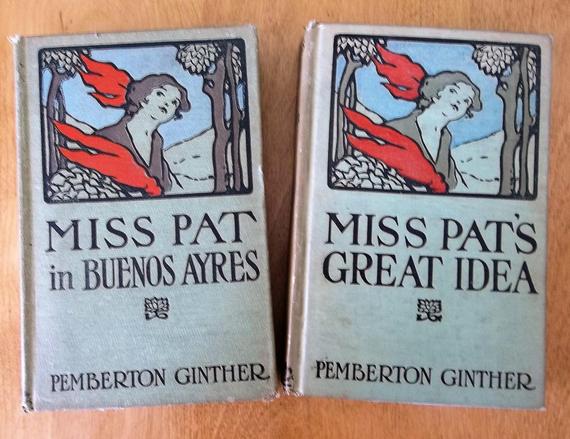 MISS PAT
in BUENOS AYRES
PEMBERTON GINTHER
MISS PAT'S
GREAT IDEA
PEMBERTON GINTHER